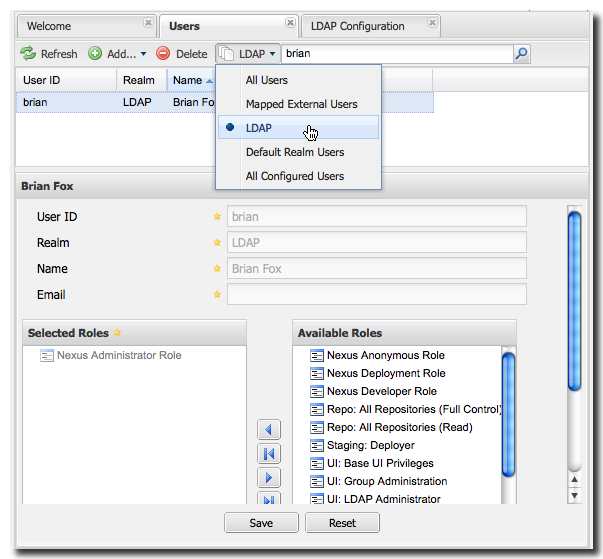 Welcome
Users
LDAP Configuration
Refresh
Add...
Delete
LDAP
brian
User ID
Realm
Name
brian
LDAP
Brian Fo
All Users
Mapped External Users
LDAP
Default Realm Users
All Configured Users
Brian Fox
User ID
brian
Realm
LDAP
Name
Brian Fox
Email
Selected Roles
Nexus Administrator Role
Available Roles
Nexus Anonymous Role
Nexus Deployment Role
Nexus Developer Role
Repo: All Repositories (Full Control)
Repo: All Repositories (Read)
Staging: Deployer
UI: Base UI Privileges
UI: Group Administration
UI: LDAP Administrator
Save
Reset